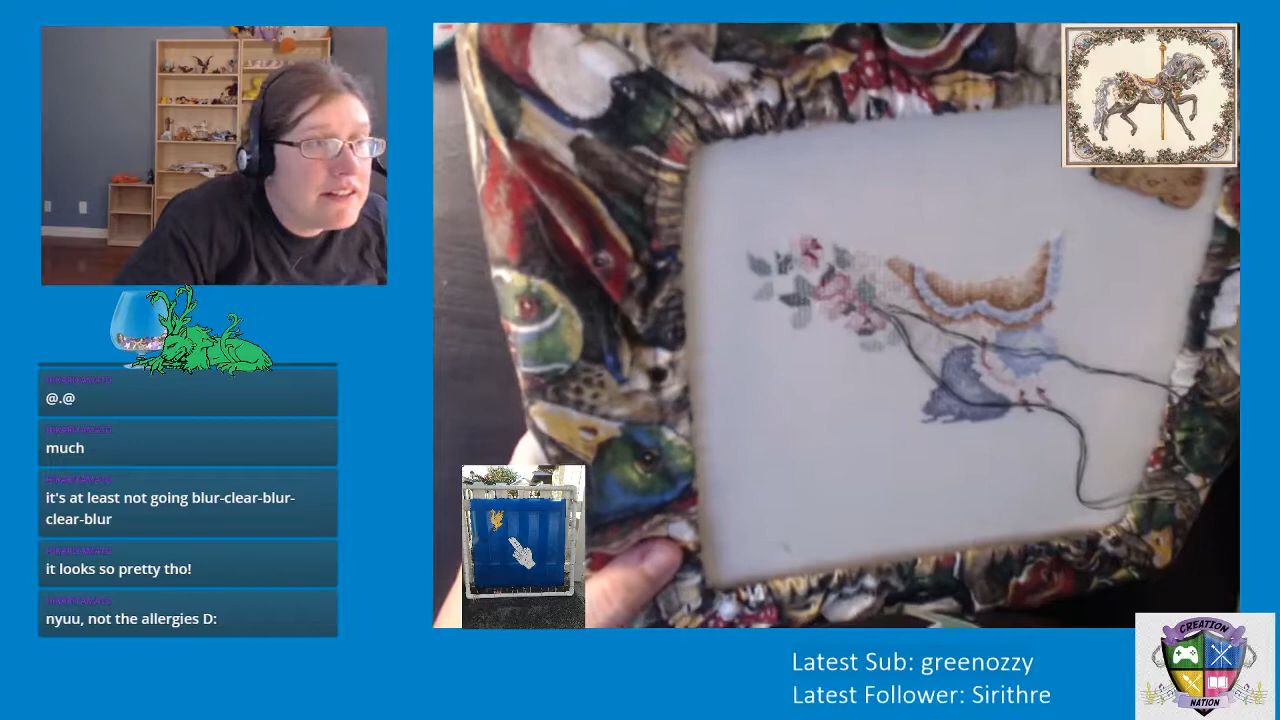 @.@
much
it's at least not going blur-clear-blur-
clear-blur
it looks so pretty tho!
nyuu, not the allergies D:
Latest Sub: greenozzy
Latest Follower: Sirithre
CREATION
NATION